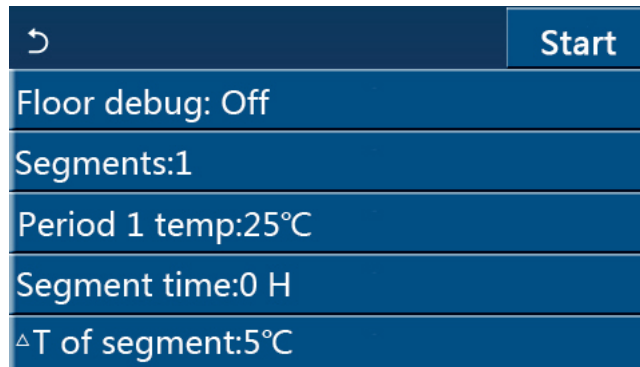 Start
Floor debug: Off
Segments:1
Period 1 temp:25℃
Segment time:0 H
△T of segment:5℃